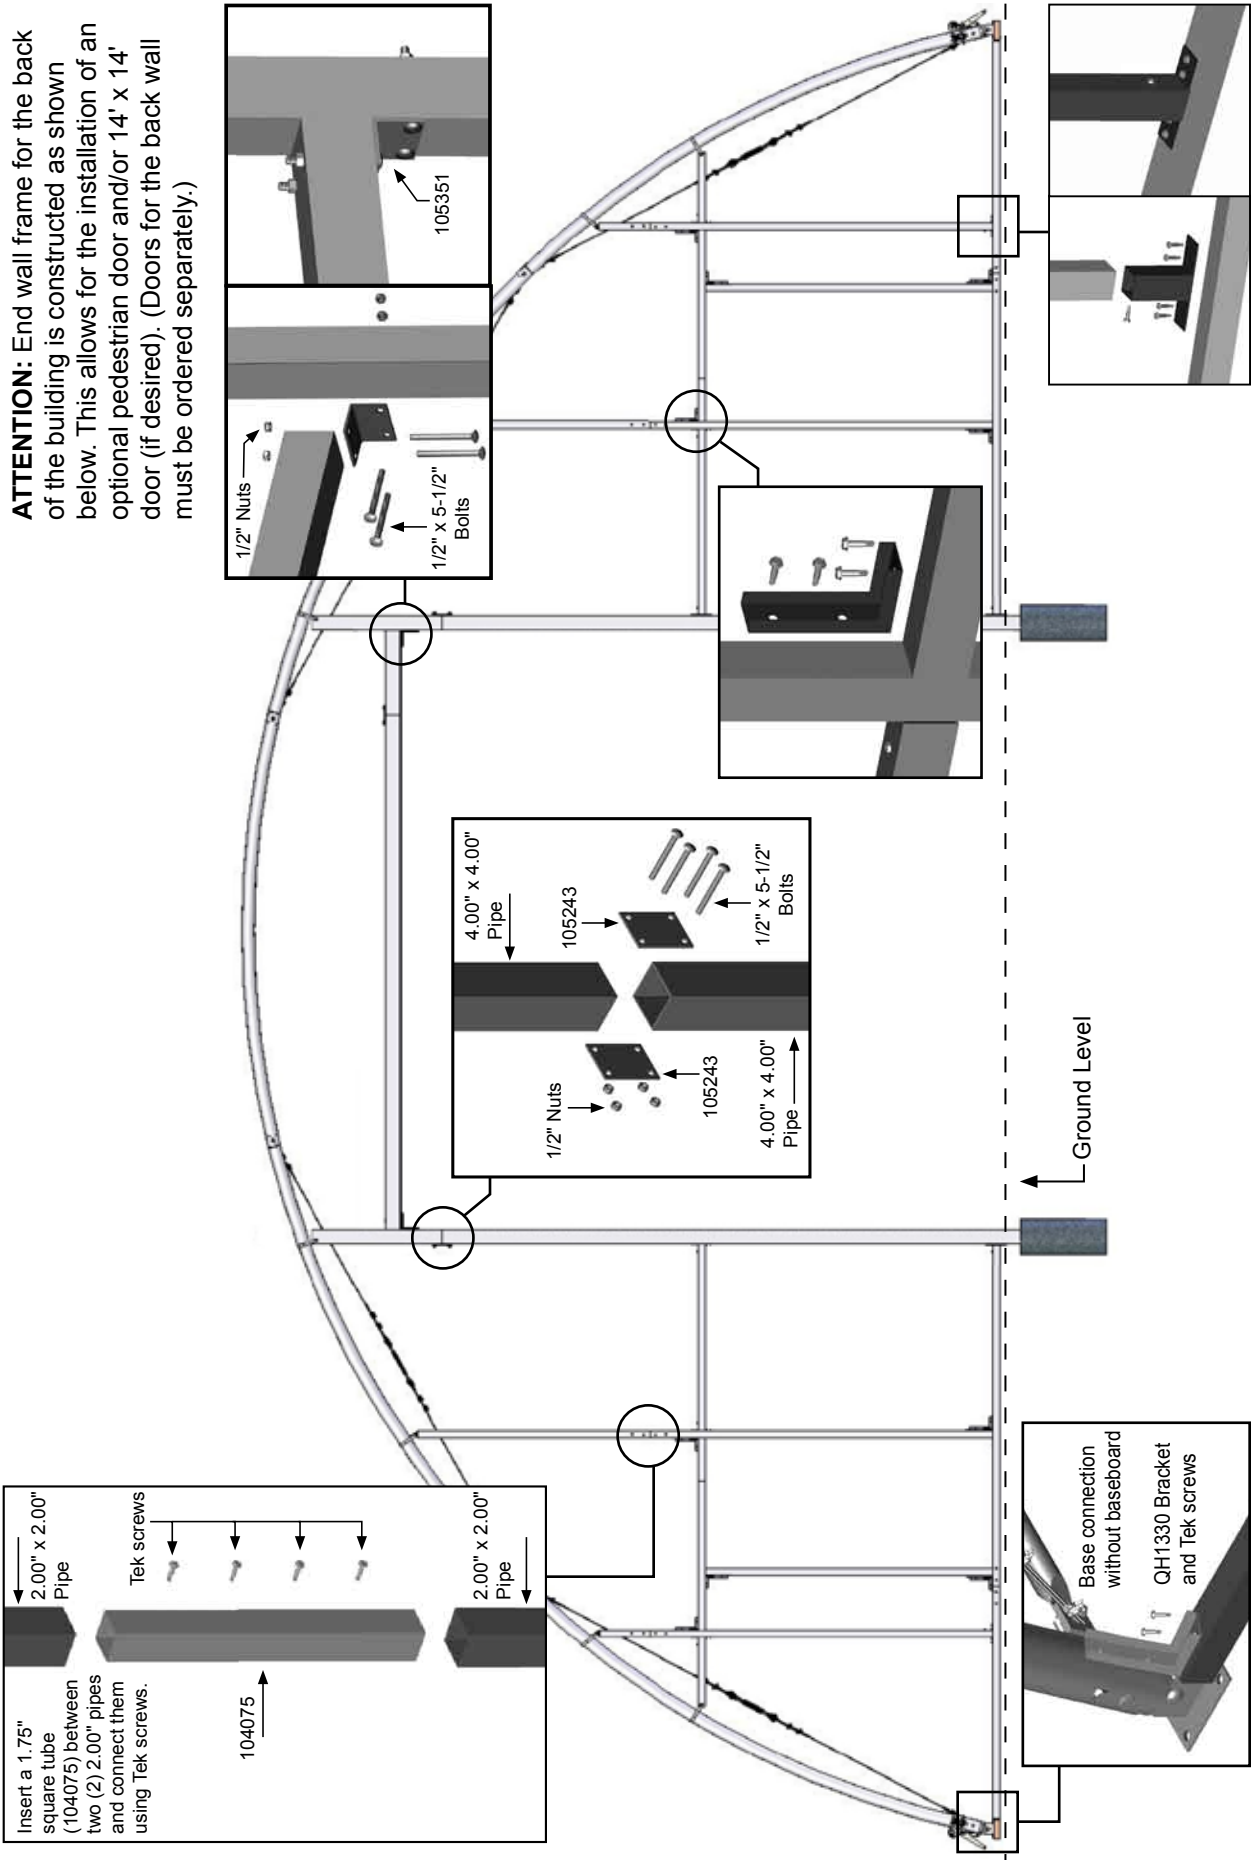 ATTENTION: End wall frame for the back
of the building is constructed as shown
below. This allows for the installation of an
optional pedestrian door and/or 14' x 14'
door (if desired). (Doors for the back wall
must be ordered separately.)
Insert a 1.75"
square tube
(104075) between
two (2) 2.00" pipes
and connect them
using Tek screws.
2.00" x 2.00"
Pipe
Tek screws
104075
2.00" x 2.00"
Pipe
1/2" Nuts
1/2" x 5-1/2"
Bolts
105351
4.00" x 4.00"
Pipe
105243
1/2" x 5-1/2"
Bolts
1/2" Nuts
105243
4.00" x 4.00"
Pipe
Ground Level
Base connection
without baseboard
QH1330 Bracket
and Tek screws